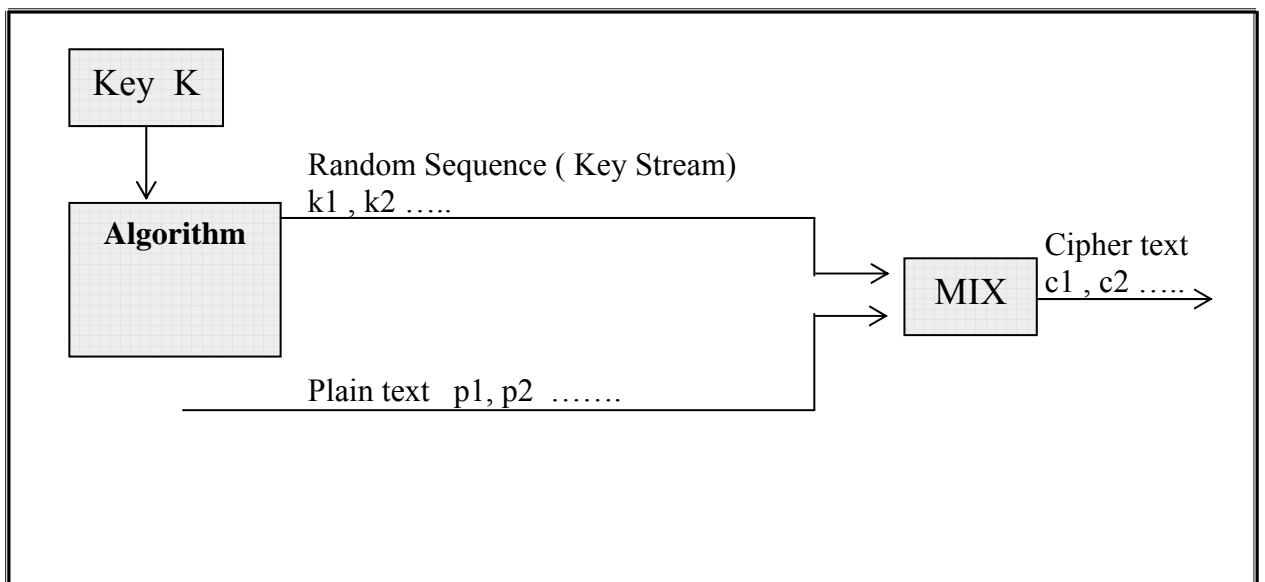 Key K
Random Sequence ( Key Stream)
k1 , k2 …..
Algorithm
Cipher text
c1 , c2 …..
MIX
Plain text p1, p2 …….